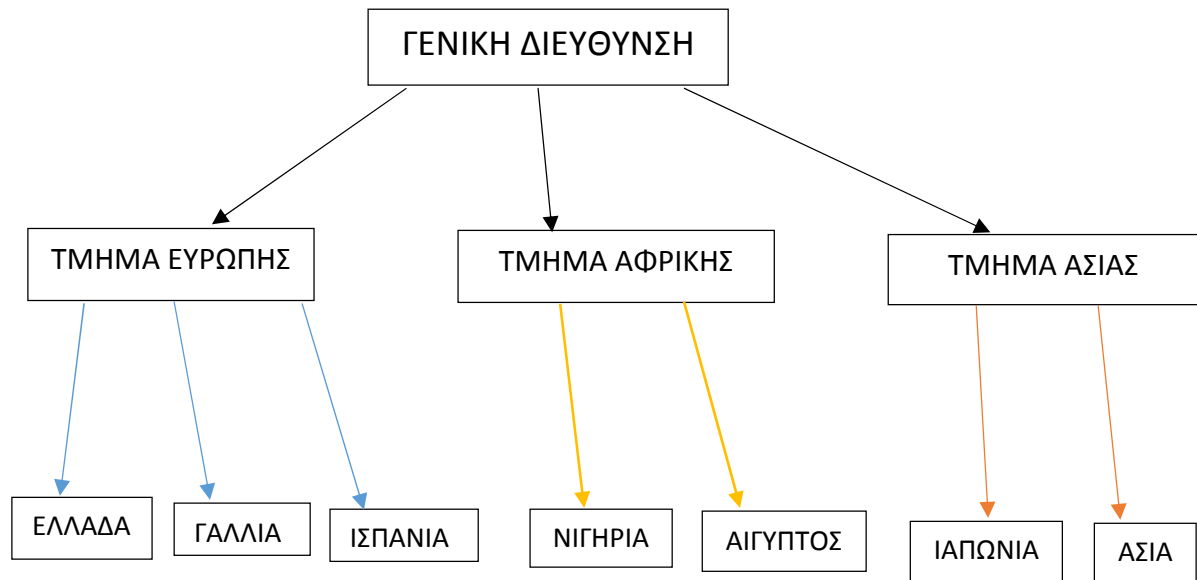 ΓΕΝΙΚΗ ΔΙΕΥΘΥΝΣΗ
ΤΜΗΜΑ ΕΥΡΩΠΗΣ
ΤΜΗΜΑ ΑΦΡΙΚΗΣ
ΤΜΗΜΑ ΑΣΙΑΣ
ΕΛΛΑΔΑ
ΓΑΛΛΙΑ
ΙΣΠΑΝΙΑ
ΝΙΓΗΡΙΑ
ΑΙΓΥΠΤΟΣ
ΙΑΠΩΝΙΑ
ΑΣΙΑ